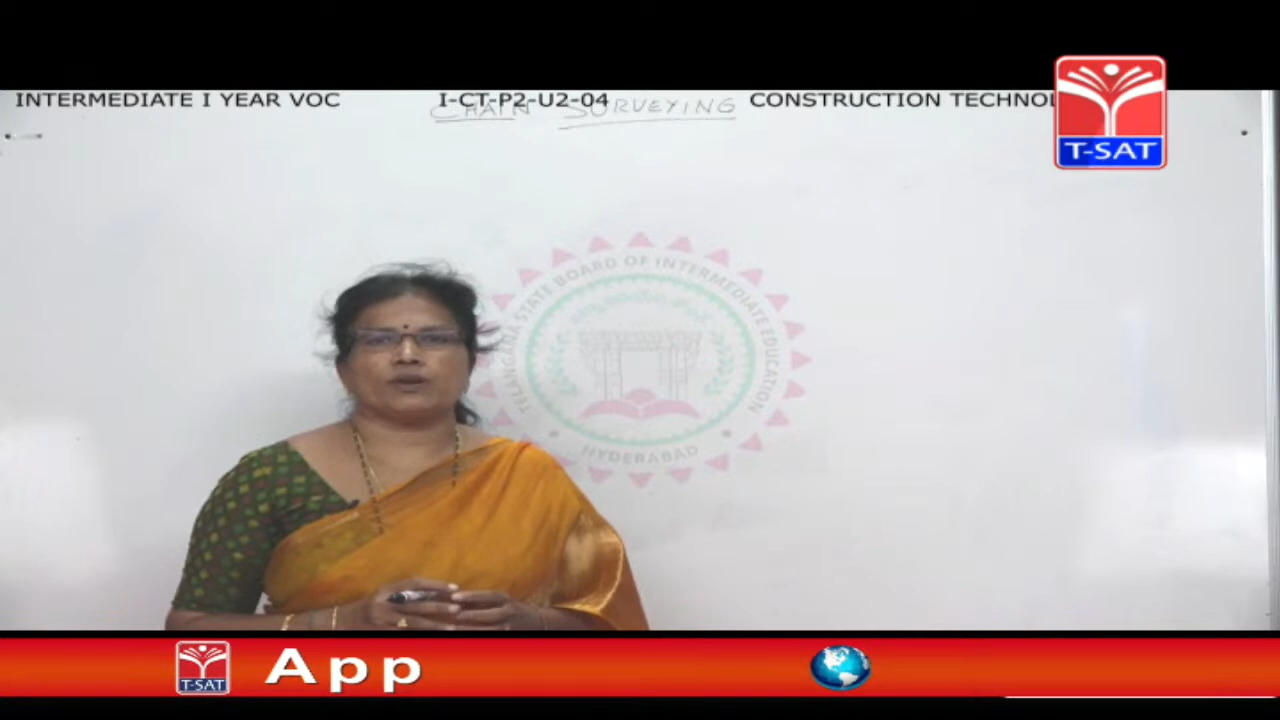 INTERMEDIATE I YEAR VOC
I-CT-P2-U2-04
CONSTRUCTION TECHNOL
CHAIN SURVEYING
T-SAT
TELANGANA STATE BOARD OF INTERMEDIATE EDUCATION
HYDERABAD
T-SAT
App